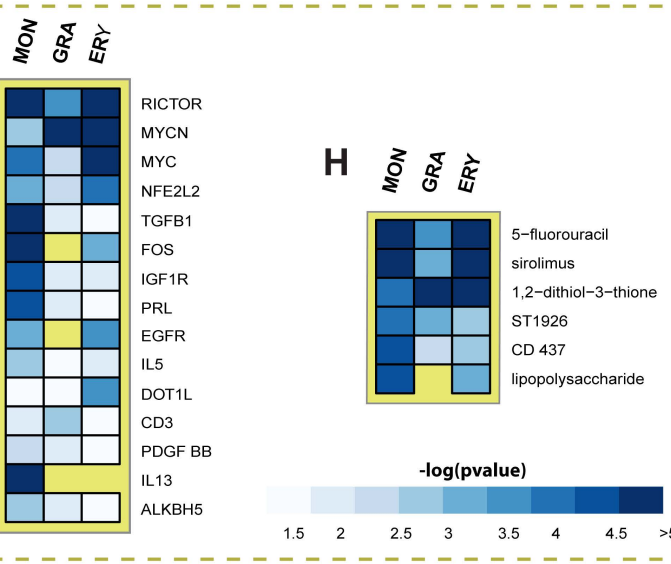 MON GRA ERY
RICTOR
MYCN
MYC
NFE2L2
TGFB1
FOS
IGF1R
PRL
EGFR
IL5
DOT1L
CD3
PDGF BB
IL13
ALKBH5
H
MON GRA ERY
5−fluorouracil
sirolimus
1,2−dithiol−3−thione
ST1926
CD 437
lipopolysaccharide
-log(pvalue)
1.5 2 2.5 3 3.5 4 4.5 >5